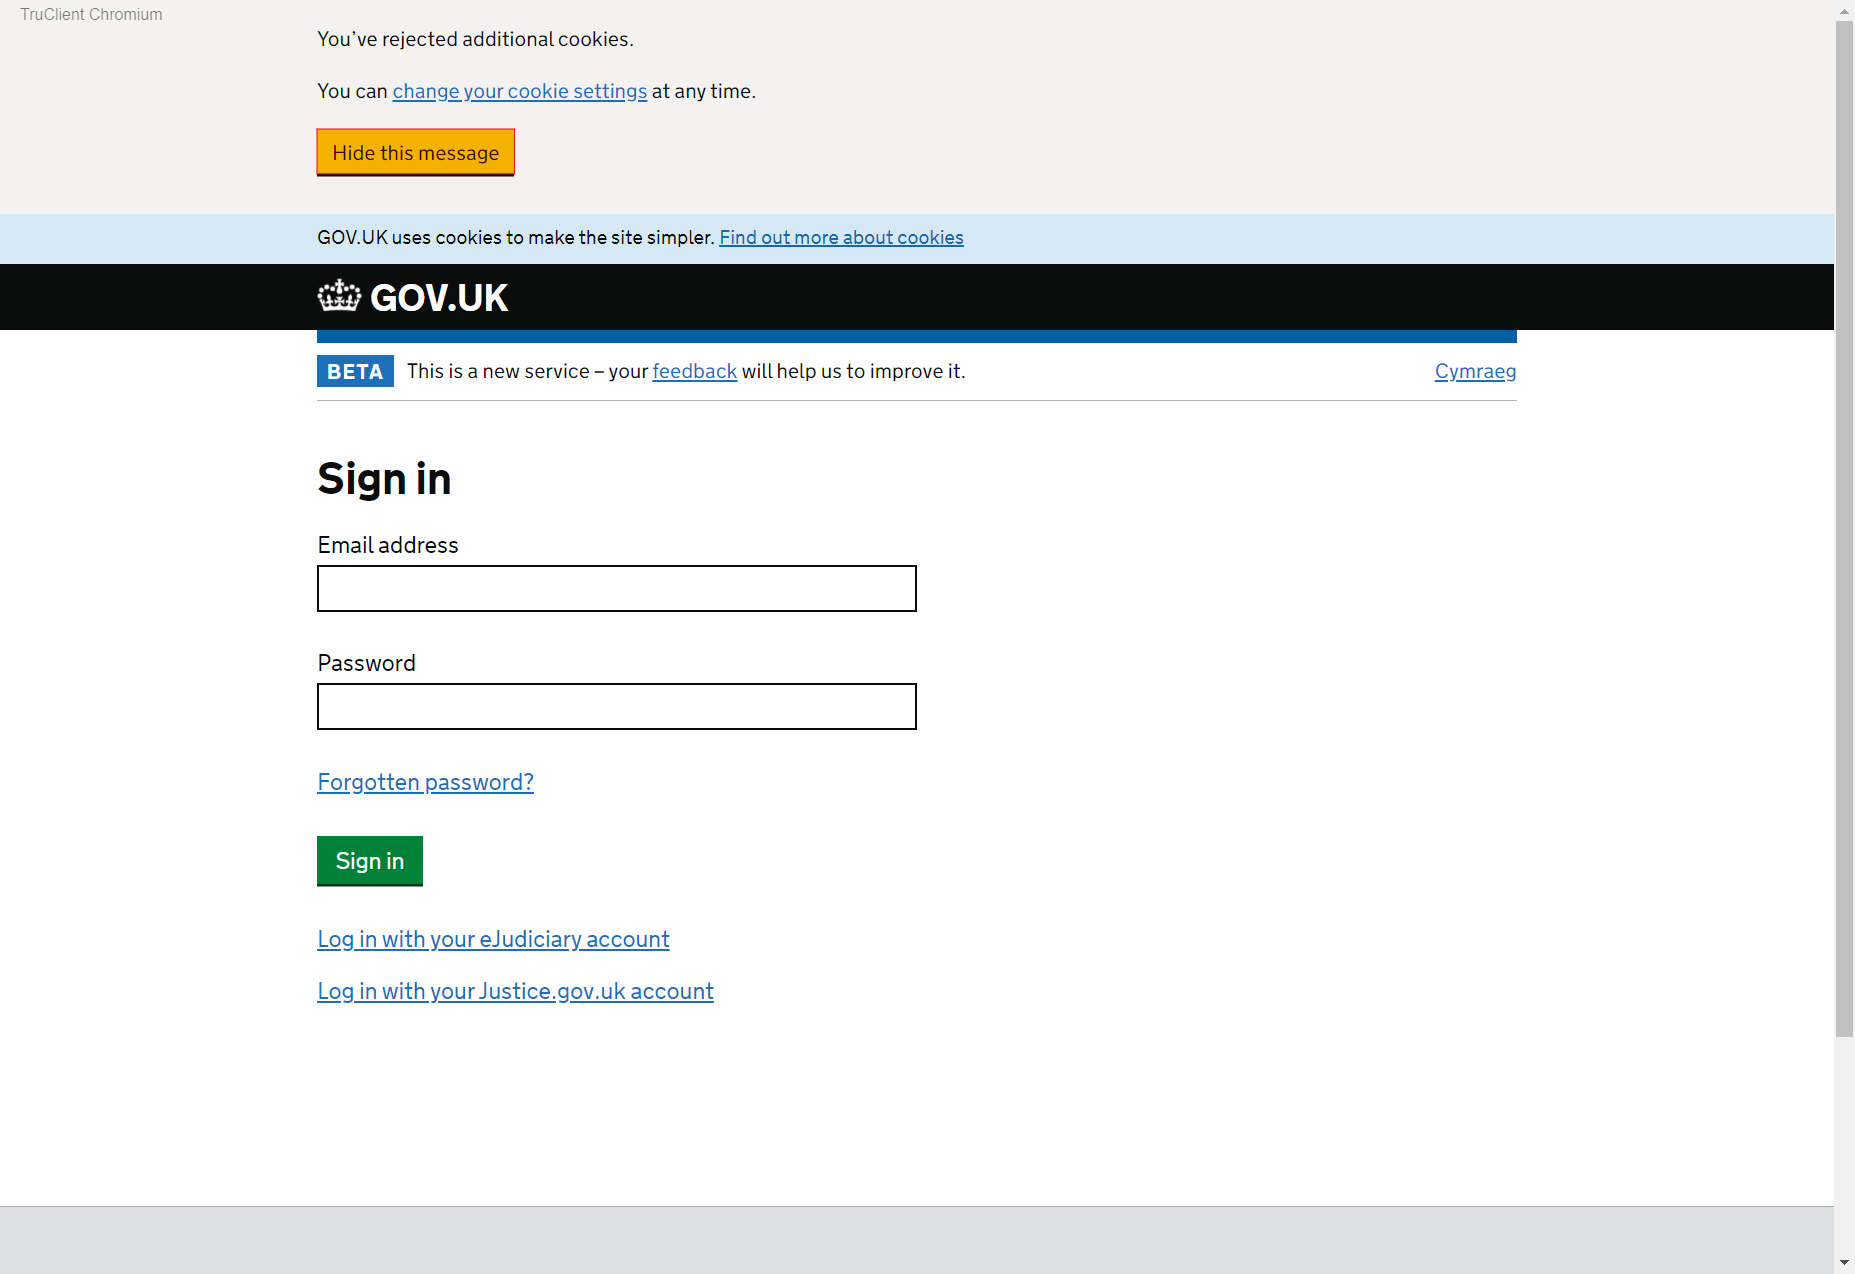 TruClient Chromium
You’ve rejected additional cookies.
You can change your cookie settings at any time.
Hide this message
GOV.UK uses cookies to make the site simpler. Find out more about cookies
GOV.UK
BETA This is a new service – your feedback will help us to improve it. Cymraeg
Sign in
Email address
Password
Forgotten password?
Sign in
Log in with your eJudiciary account
Log in with your Justice.gov.uk account